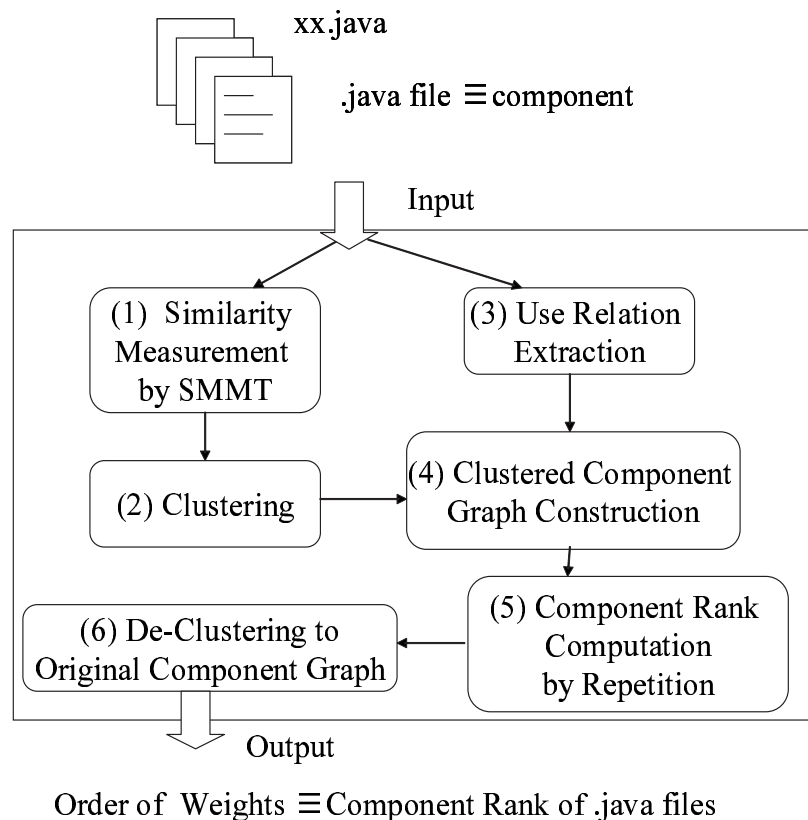 xx.java
.java file ≡ component
Input
(1) Similarity
Measurement
by SMMT
(3) Use Relation
Extraction
(2) Clustering
(4) Clustered Component
Graph Construction
(5) Component Rank
Computation
by Repetition
(6) De-Clustering to
Original Component Graph
Output
Order of Weights ≡ Component Rank of .java files